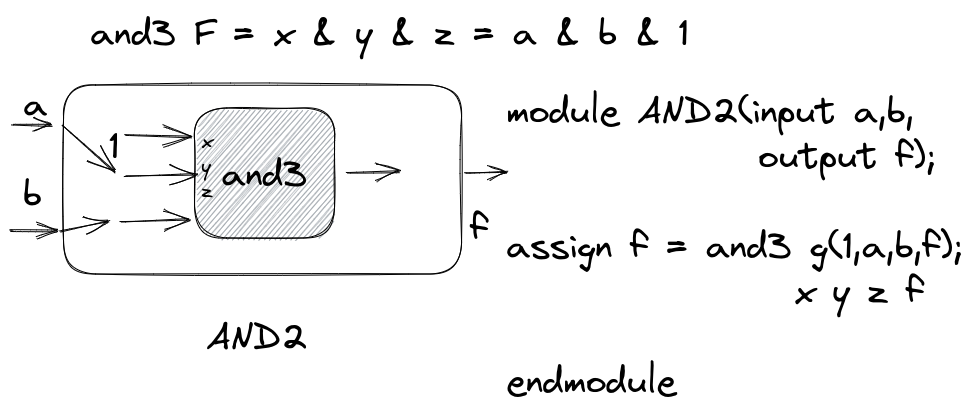 and3 F = x & y & z = a & b & 1
a
1
x
b
y
and3
z
f
AND2
module AND2(input a,b,
output f);
assign f = and3 g(1,a,b,f);
x y z f
endmodule